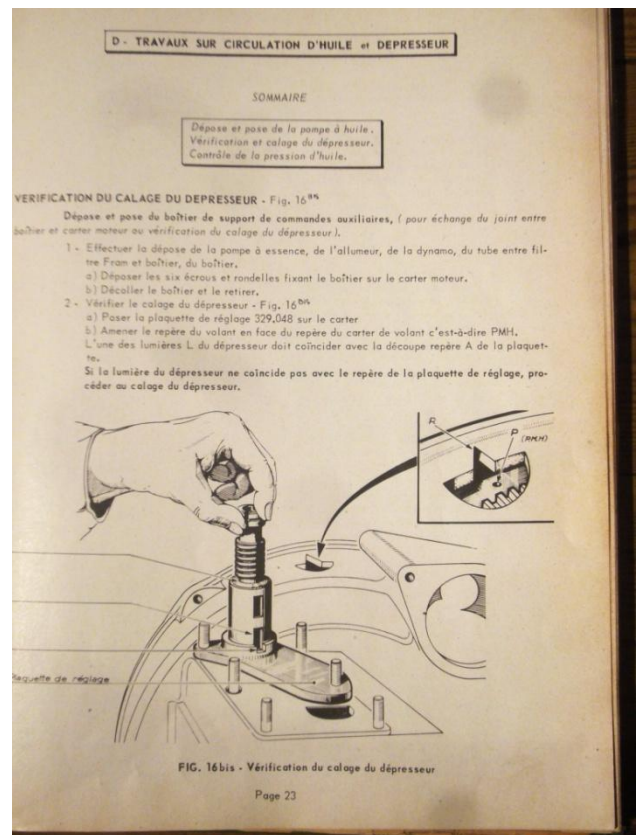 D - TRAVAUX SUR CIRCULATION D'HUILE et DEPRESSEUR
SOMMAIRE
Dépose et pose de la pompe à huile.
Vérification et calage du dépresseur.
Contrôle de la pression d'huile.
VERIFICATION DU CALAGE DU DEPRESSEUR - Fig. 16 bis
Dépose et pose du boîtier de support de commandes auxiliaires, ( pour échange du joint entre
boîtier et carter moteur ou vérification du calage du dépresseur ).
1 - Effectuer la dépose de la pompe à essence, de l'allumeur, de la dynamo, du tube entre fil-
tre Fram et boîtier, du boîtier.
a) Déposer les six écrous et rondelles fixant le boîtier sur le carter moteur.
b) Décoller le boîtier et le retirer.
2 - Vérifier le calage du dépresseur - Fig. 16 bis
a) Poser la plaquette de réglage 329.048 sur le carter
b) Amener le repère du volant en face du repère du carter de volant c'est-à-dire PMH.
L'une des lumières L du dépresseur doit coïncider avec la découpe repère A de la plaquet-
te.
Si la lumière du dépresseur ne coïncide pas avec le repère de la plaquette de réglage, pro-
céder au calage du dépresseur.
R
P
(P.M.H)
Plaquette de réglage
FIG. 16bis - Vérification du calage du dépresseur
Page 23